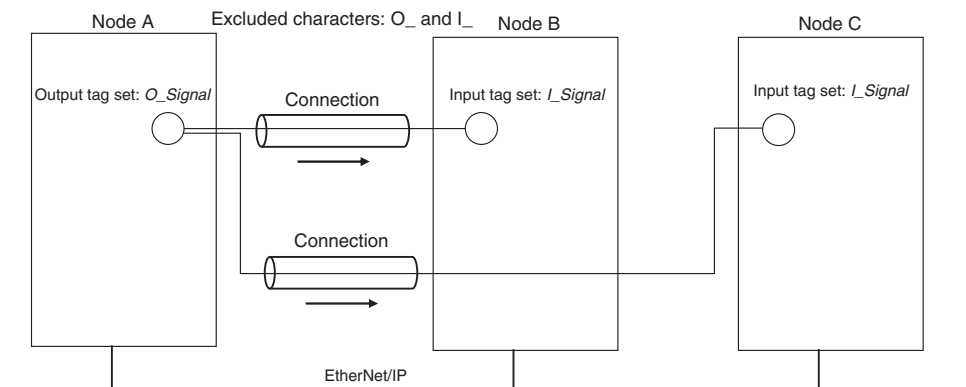 Node A
Excluded characters: O_ and I_
Node B
Node C
Output tag set: O_Signal
Connection
Input tag set: I_Signal
Input tag set: I_Signal
Connection
EtherNet/IP